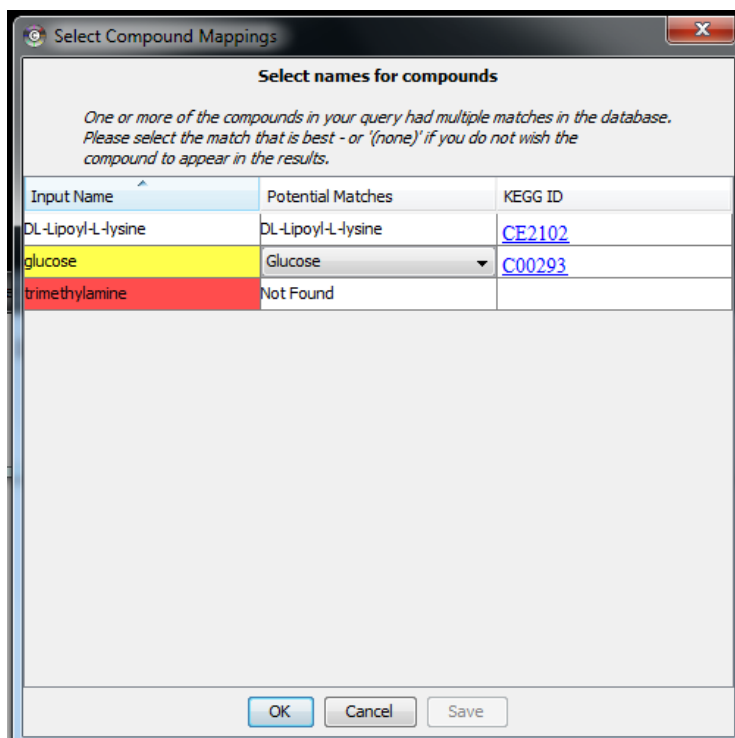 Select Compound Mappings
Select names for compounds
One or more of the compounds in your query had multiple matches in the database.
Please select the match that is best - or '(none)' if you do not wish the
compound to appear in the results.
Input Name Potential Matches KEGG ID
DL-Lipoyl-L-lysine DL-Lipoyl-L-lysine CE2102
glucose Glucose C00293
trimethylamine Not Found
OK Cancel Save